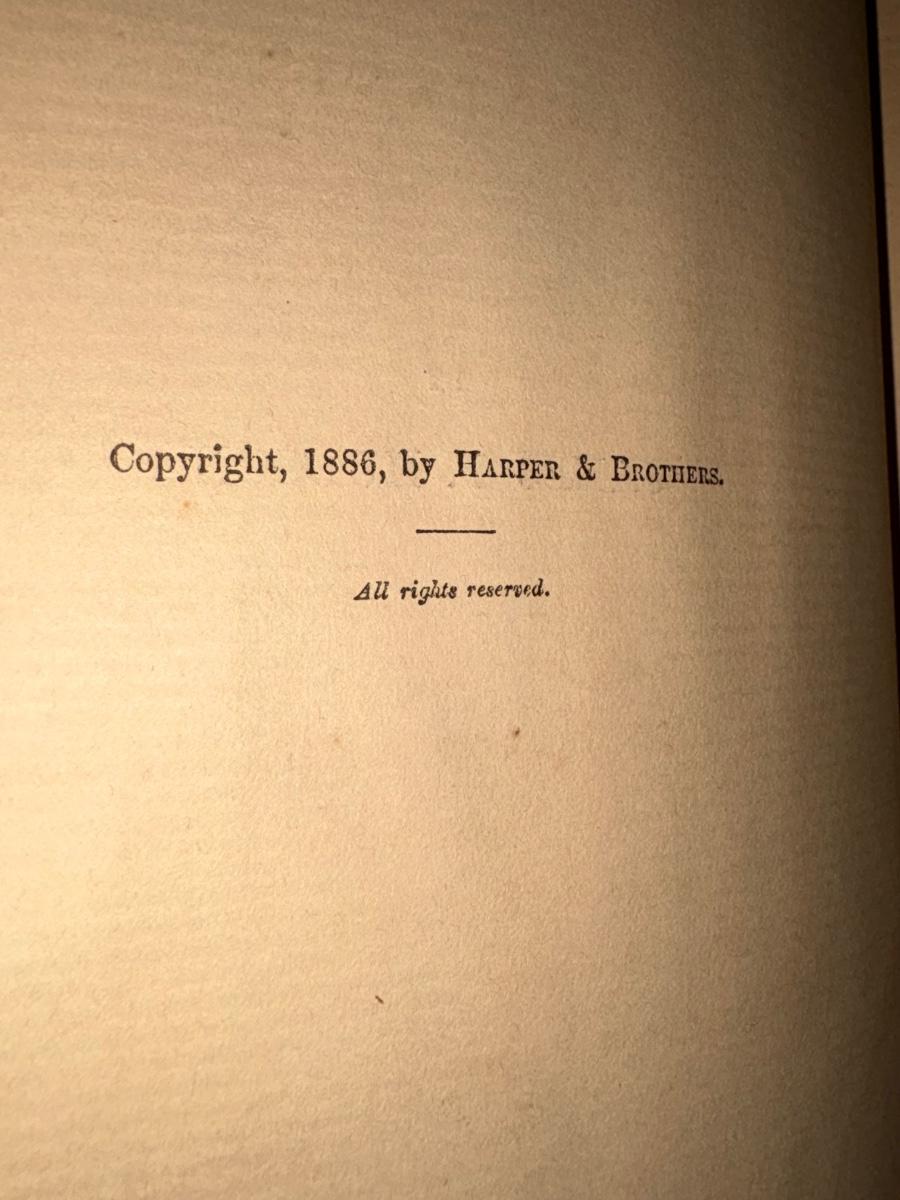 Copyright, 1886, by HARPER & BROTHERS.
All rights reserved.